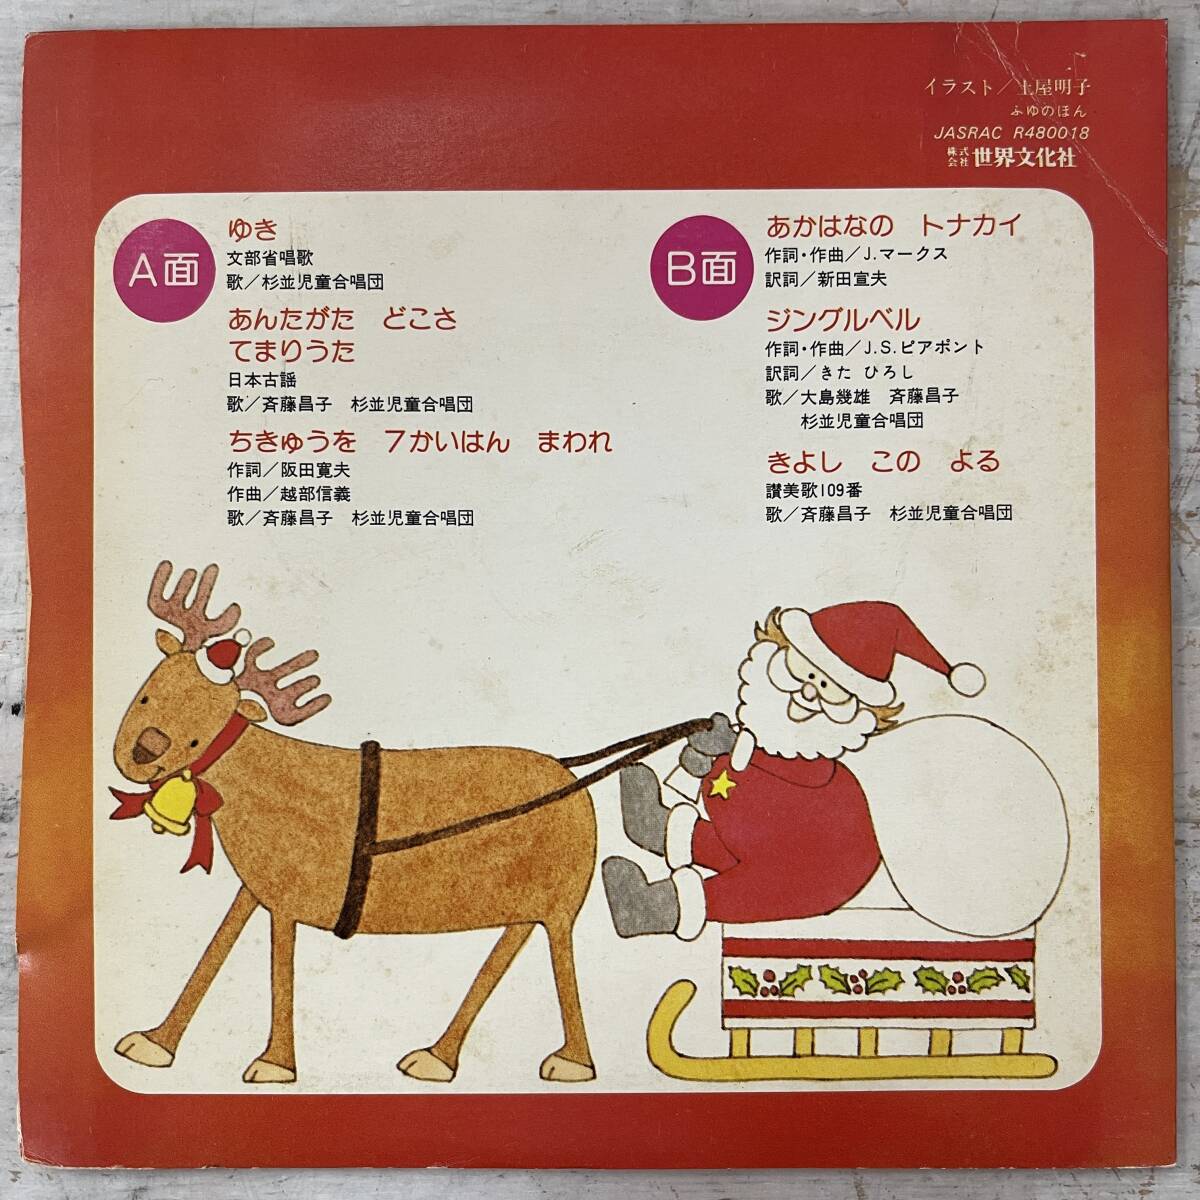 イラスト/土屋明子
ふゆのほん
JASRAC R480018
株式会社 世界文化社
A面
ゆき
文部省唱歌
歌/杉並児童合唱団
あんたがた どこさ
てまりうた
日本古謡
歌/斉藤昌子 杉並児童合唱団
ちきゅうを 7かいはん まわれ
作詞/阪田寛夫
作曲/越部信義
歌/斉藤昌子 杉並児童合唱団
B面
あかはなの トナカイ
作詞・作曲/J.マークス
訳詞/新田宣夫
ジングルベル
作詞・作曲/J.S.ピアポント
訳詞/きた ひろし
歌/大島幾雄 斉藤昌子
杉並児童合唱団
きよし この よる
讃美歌109番
歌/斉藤昌子 杉並児童合唱団